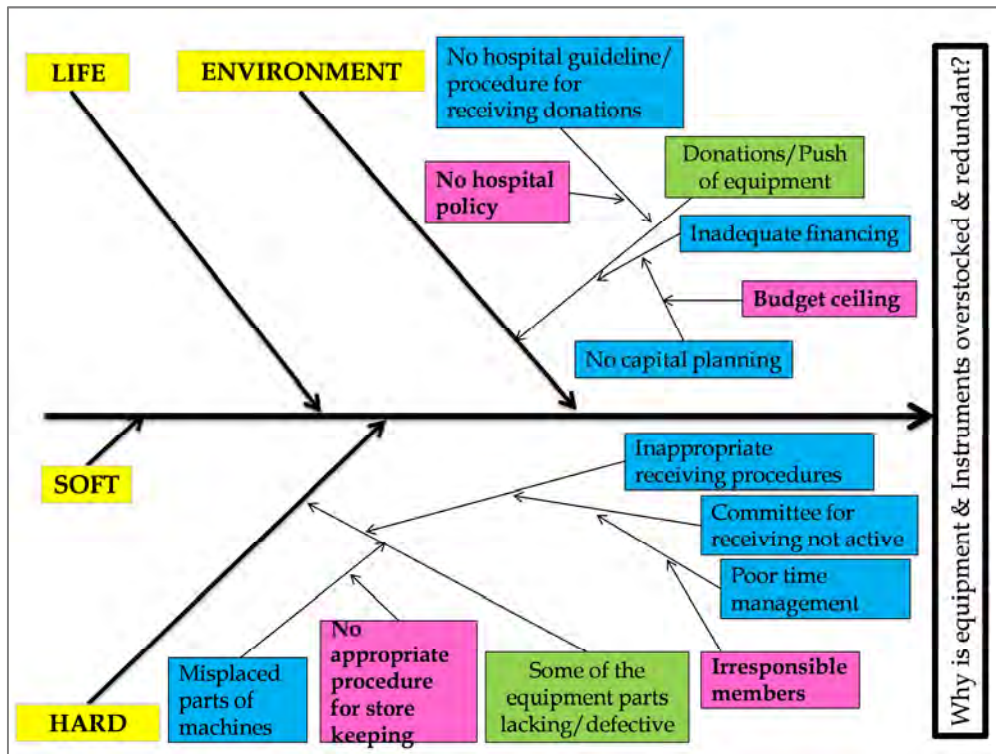 LIFE
ENVIRONMENT
No hospital guideline/
procedure for
receiving donations
No hospital
policy
Donations/Push
of equipment
Inadequate financing
Budget ceiling
No capital planning
SOFT
HARD
Inappropriate
receiving procedures
Committee for
receiving not active
Poor time
management
Misplaced
parts of
machines
No
appropriate
procedure
for store
keeping
Some of the
equipment parts
lacking/defective
Irresponsible
members
Why is equipment & Instruments overstocked & redundant?